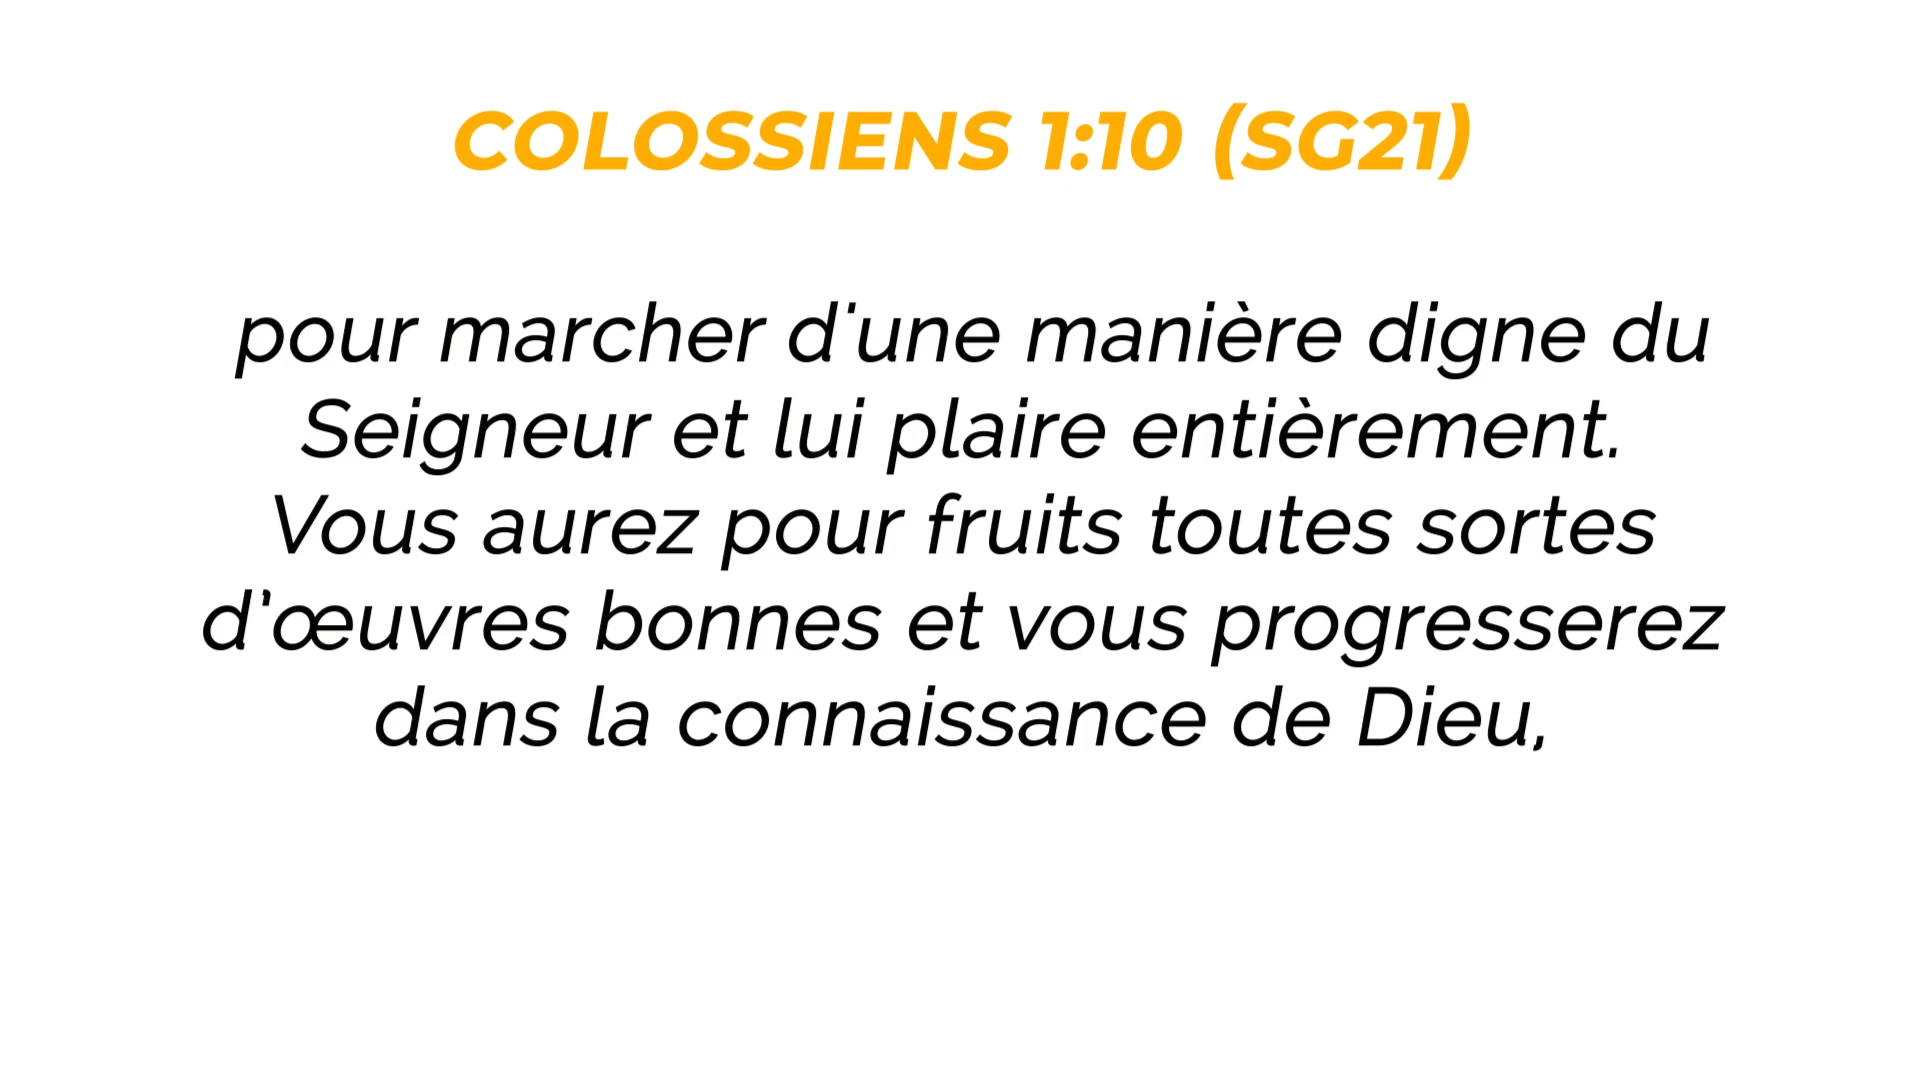 COLOSSIENS 1:10 (SG21)
pour marcher d'une manière digne du
Seigneur et lui plaire entièrement.
Vous aurez pour fruits toutes sortes
d’œuvres bonnes et vous progresserez
dans la connaissance de Dieu,